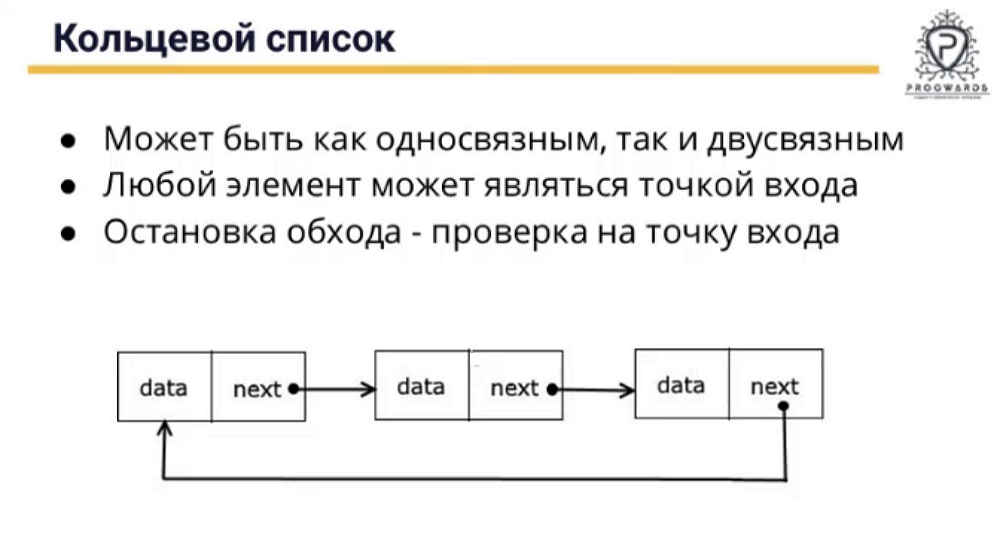 Кольцевой список
PROGWARDS
● Может быть как односвязным, так и двусвязным
● Любой элемент может являться точкой входа
● Остановка обхода - проверка на точку входа
data next data next data next